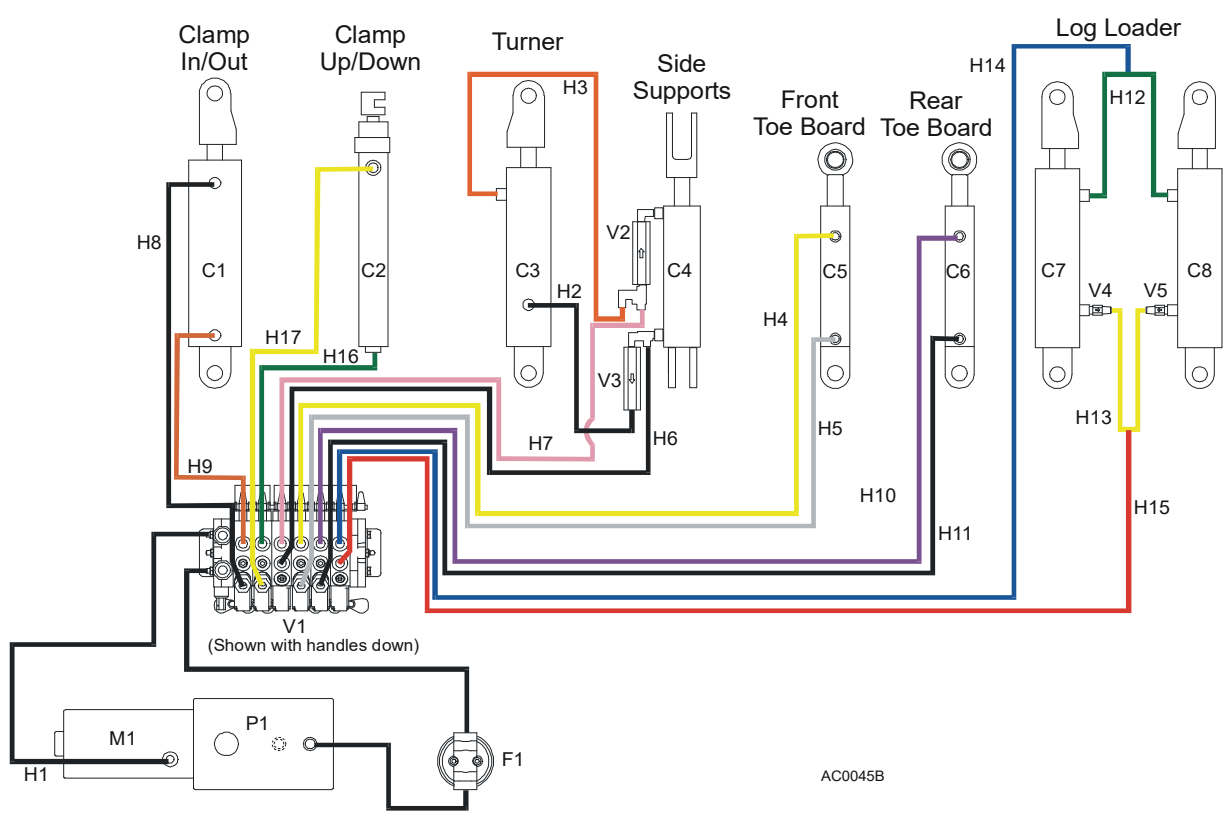 Clamp
In/Out
Clamp
Up/Down
Turner
Side
Supports
Front
Toe Board
Rear
Toe Board
Log Loader
H14
H3
H12
H8
V2
C1
C2
C3
C4
C5
C6
C7
C8
H2
V4
V5
H4
H17
H16
V3
H13
H5
H7
H6
H9
H10
H15
H11
V1
(Shown with handles down)
P1
M1
F1
H1
AC0045B